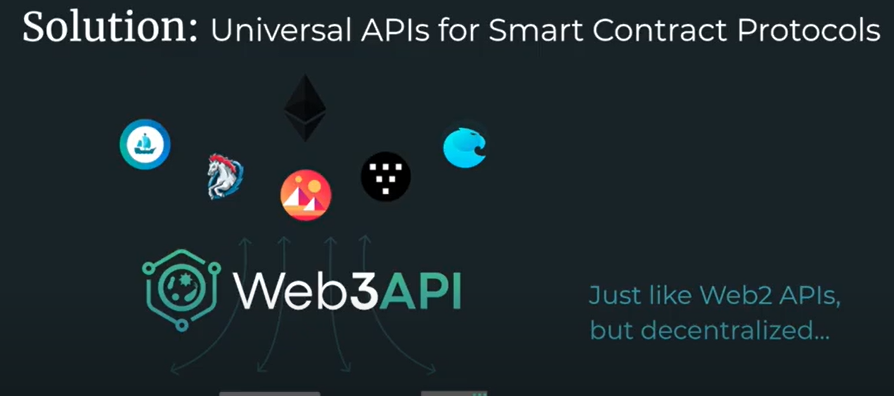 Solution: Universal APIs for Smart Contract Protocols
Web3API
Just like Web2 APIs,
but decentralized...